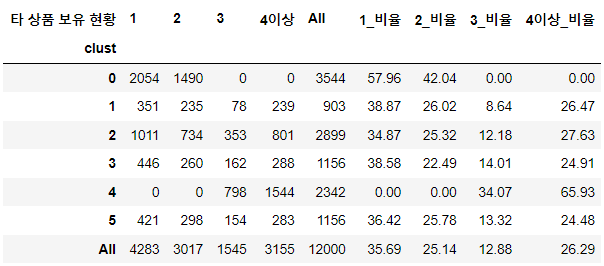 타 상품 보유 현황 1 2 3 4이상 All 1_비율 2_비율 3_비율 4이상_비율
clust
0 2054 1490 0 0 3544 57.96 42.04 0.00 0.00
1 351 235 78 239 903 38.87 26.02 8.64 26.47
2 1011 734 353 801 2899 34.87 25.32 12.18 27.63
3 446 260 162 288 1156 38.58 22.49 14.01 24.91
4 0 0 798 1544 2342 0.00 0.00 34.07 65.93
5 421 298 154 283 1156 36.42 25.78 13.32 24.48
All 4283 3017 1545 3155 12000 35.69 25.14 12.88 26.29